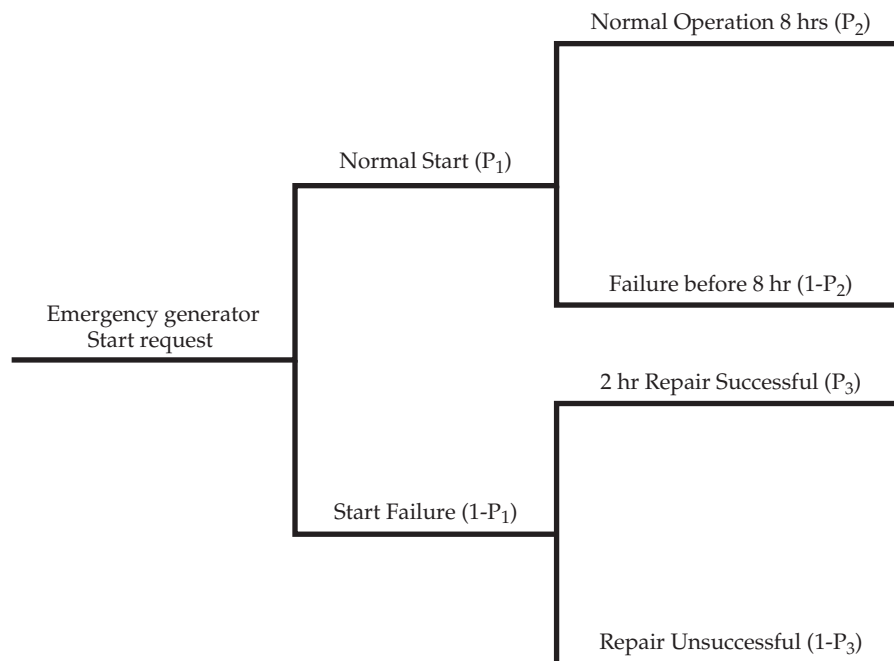 Normal Operation 8 hrs (P₂)
Normal Start (P₁)
Failure before 8 hr (1-P₂)
Emergency generator
Start request
2 hr Repair Successful (P₃)
Start Failure (1-P₁)
Repair Unsuccessful (1-P₃)